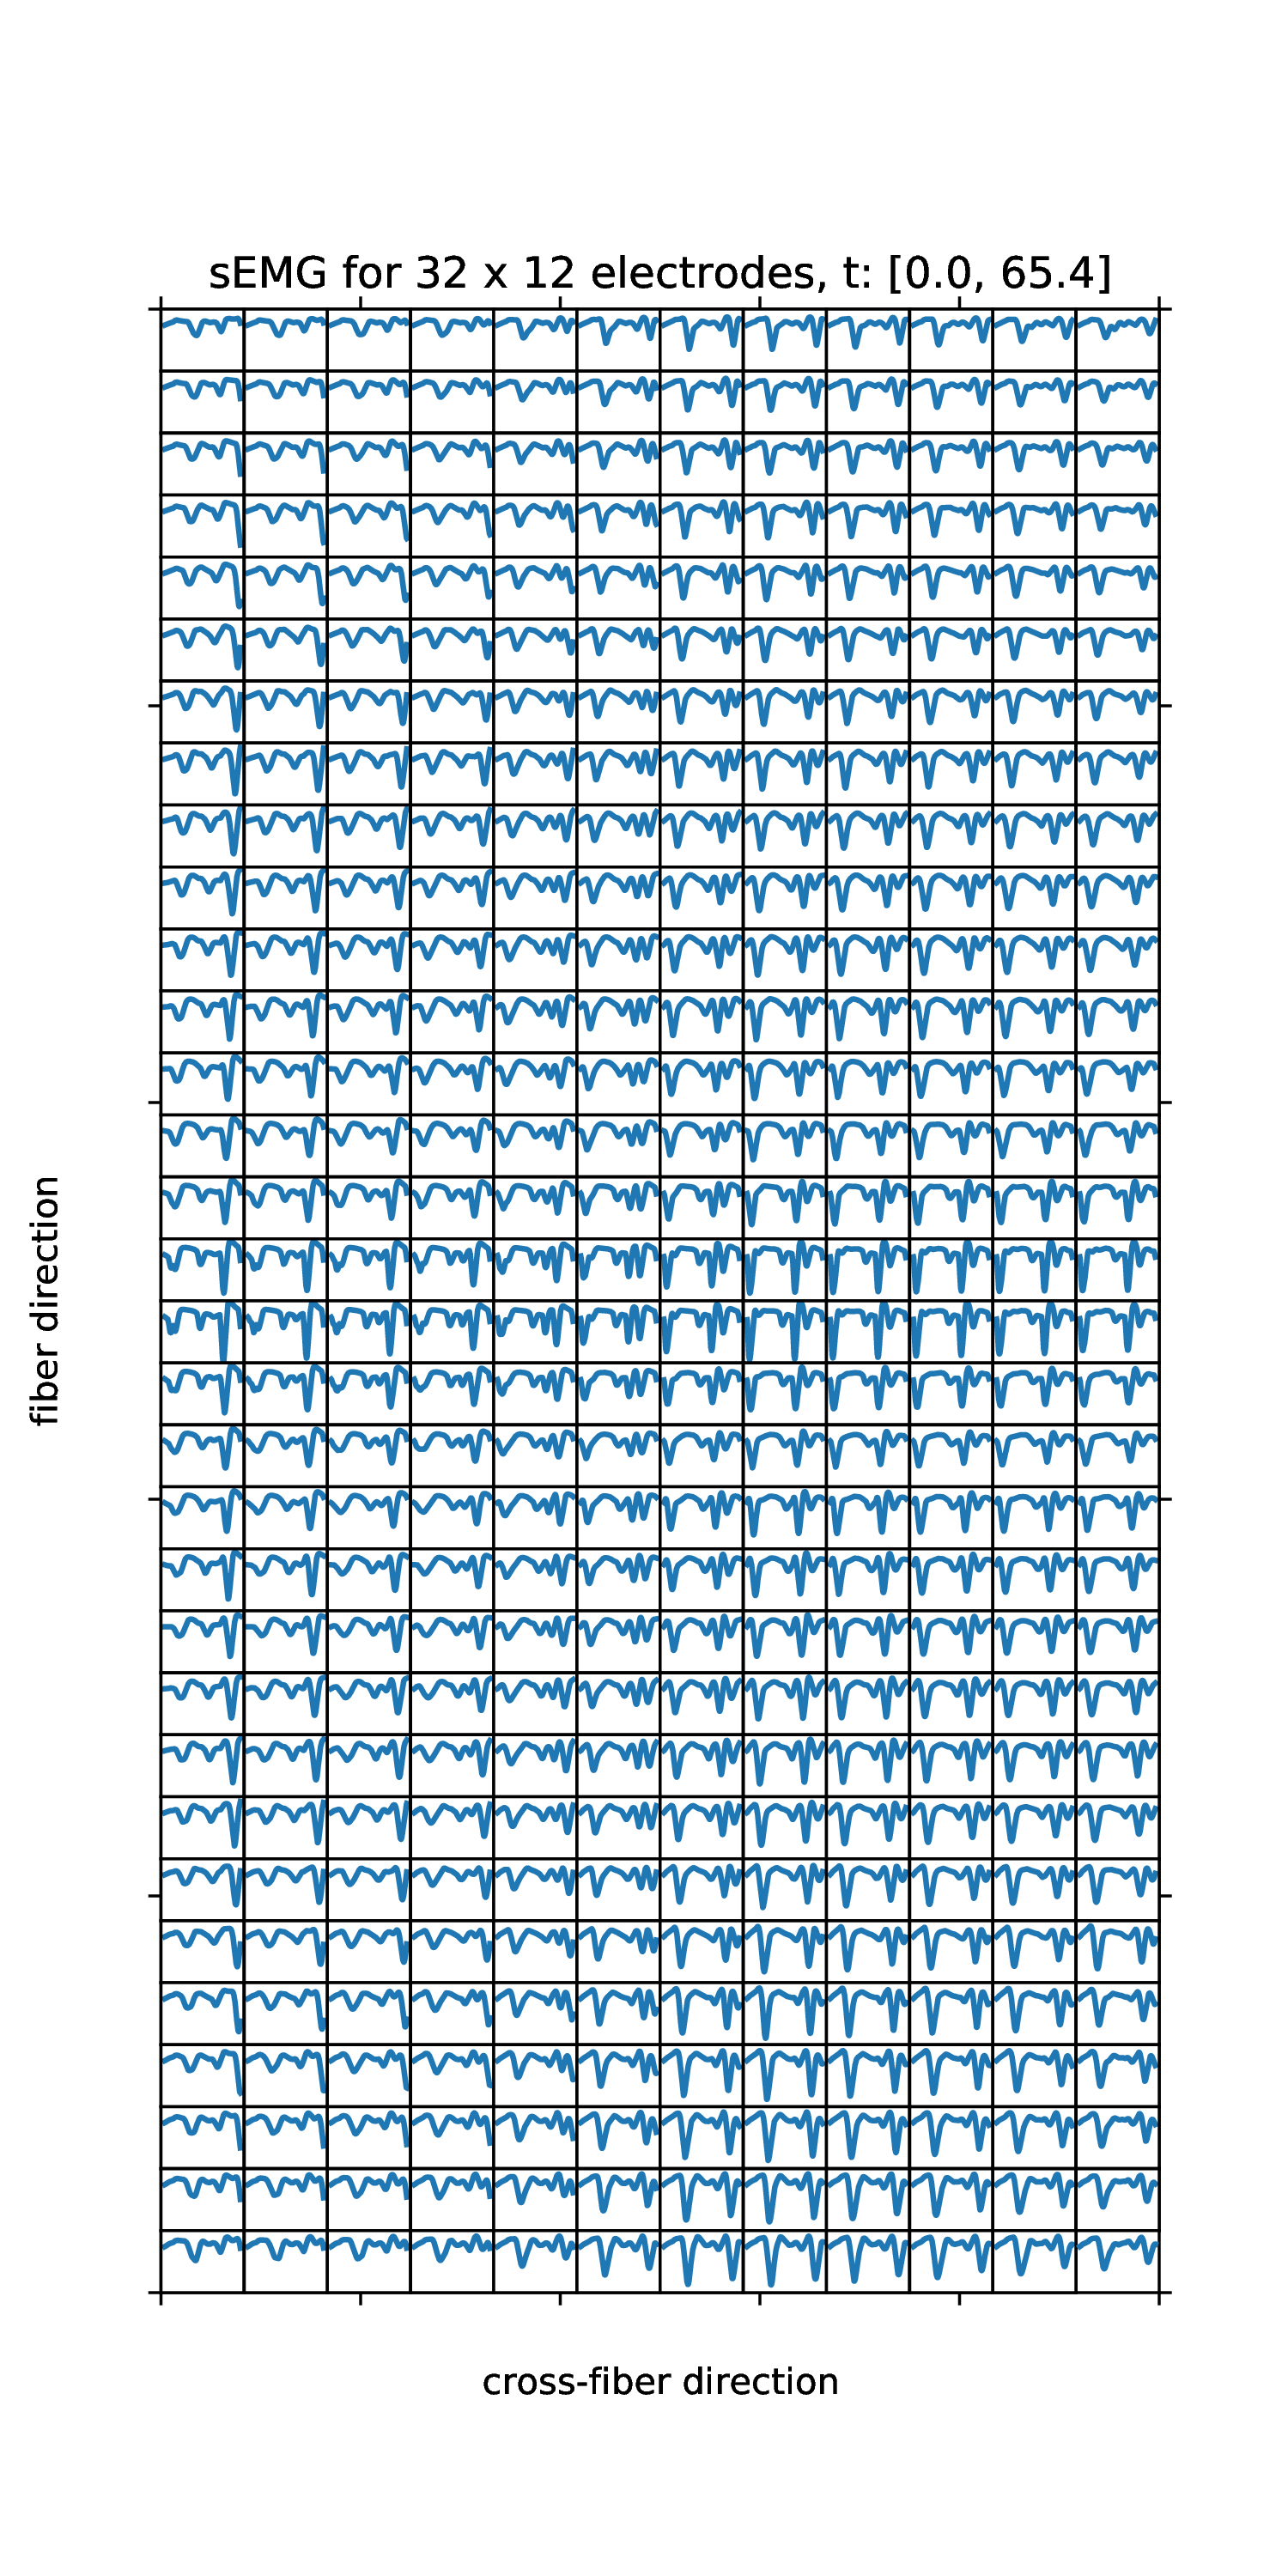 sEMG for 32 x 12 electrodes, t: [0.0, 65.4]
fiber direction
cross-fiber direction